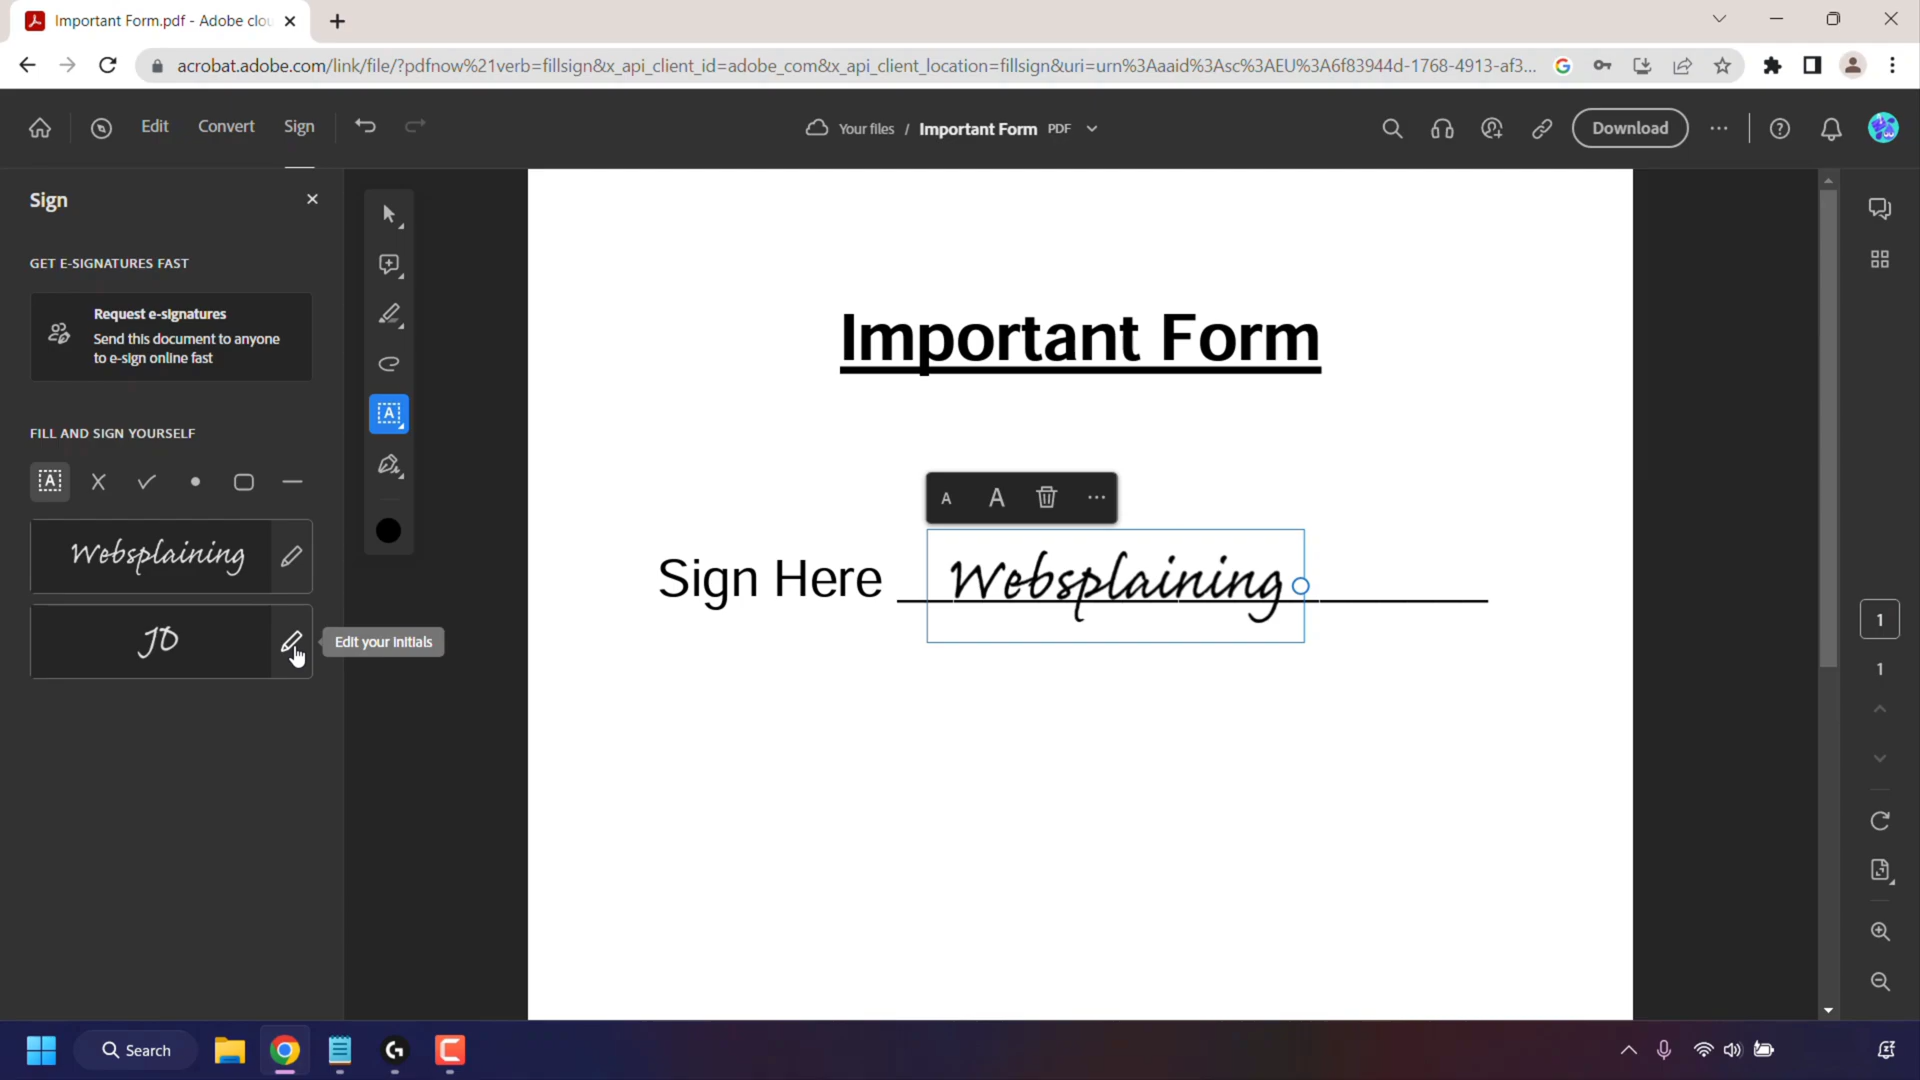 Important Form.pdf - Adobe clou
acrobat.adobe.com/link/file/?pdfnow%21verb=fillsign&x_api_client_id=adobe_com&x_api_client_location=fillsign&uri=urn%3Aaaid%3Asc%3AEU%3A6f83944d-1768-4913-af3...
Edit Convert Sign
Your files / Important Form PDF
Download
Sign
GET E-SIGNATURES FAST
Request e-signatures
Send this document to anyone
to e-sign online fast
FILL AND SIGN YOURSELF
Websplaining
JD
Edit your initials
Important Form
A A
Sign Here Websplaining
1
1
Search